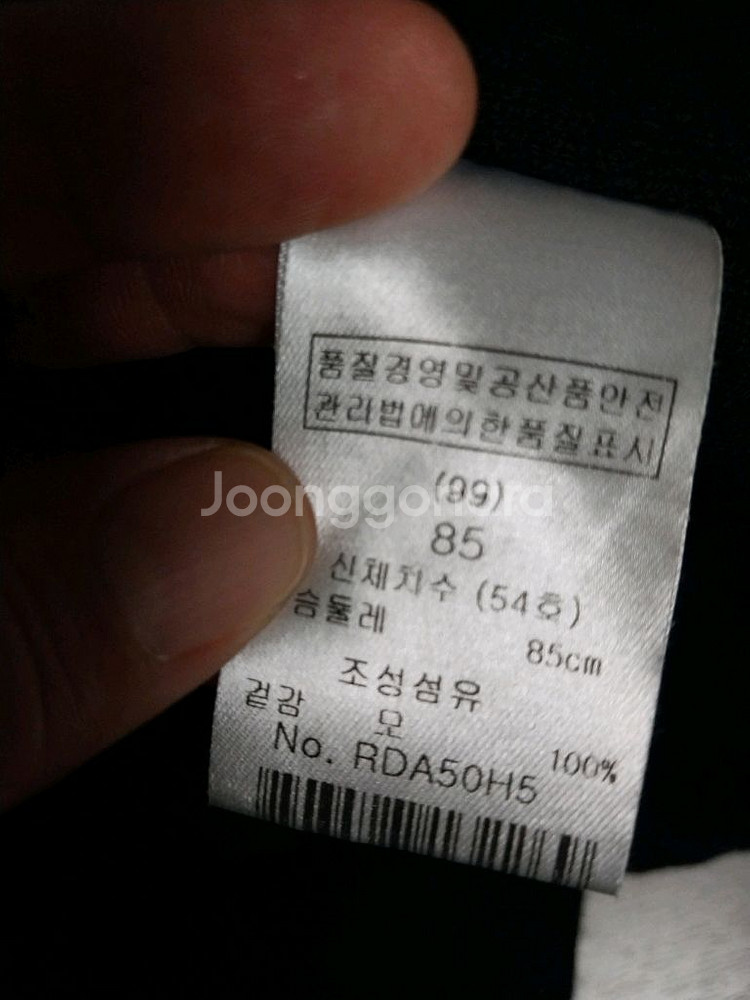 품질경영및공산품안전
관리법에의한품질표시
(99)
Joonggonara
85
신체치수 (54호)
슴둘레
85cm
조성섬유
겉감 모 100%
No. RDA50H5